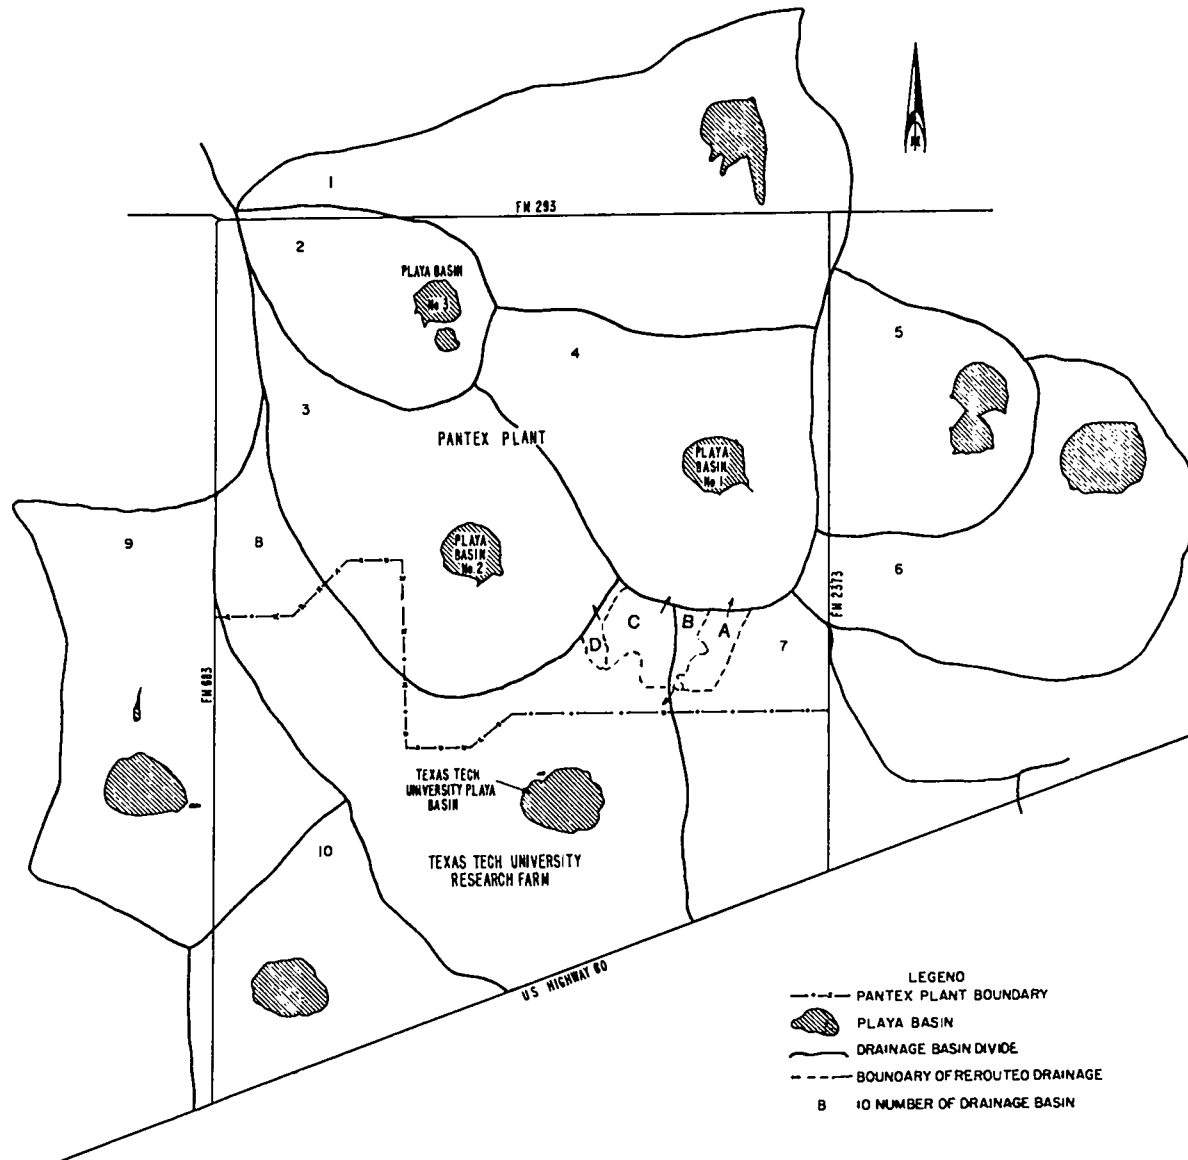 1
FM 293
2
PLAYA BASIN
No 3
5
4
3
PANTEX PLANT
PLAYA
BASIN
No 1
9
8
PLAYA
BASIN
No.2
6
FM 2373
C
B
A
D
7
FM 683
TEXAS TECH
UNIVERSITY PLAYA
BASIN
10
TEXAS TECH UNIVERSITY
RESEARCH FARM
US HIGHWAY 60
LEGENO
PANTEX PLANT BOUNDARY
PLAYA BASIN
DRAINAGE BASIN DIVIDE
BOUNDARY OF REROUTEO DRAINAGE
8 IO NUMBER OF DRAINAGE BASIN